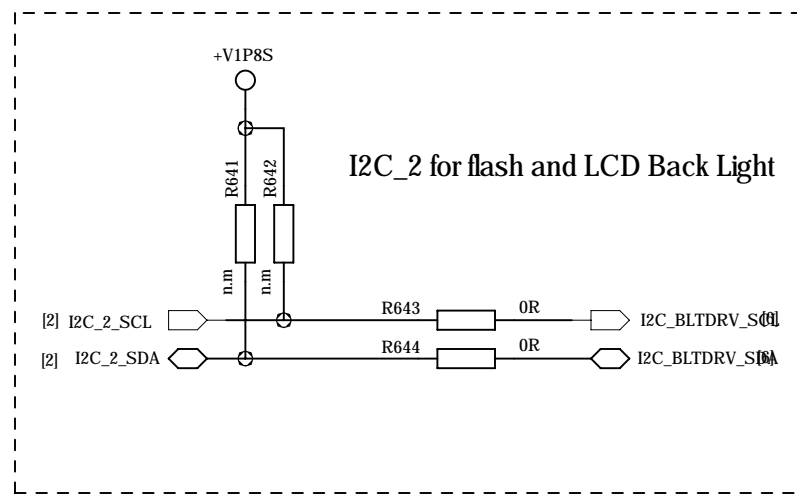 +V1P8S
R641
R642
I2C_2 for flash and LCD Back Light
n.m
n.m
[2] I2C_2_SCL
R643
0R
I2C_BLTDRV_SCL
[2] I2C_2_SDA
R644
0R
I2C_BLTDRV_SDA [6]